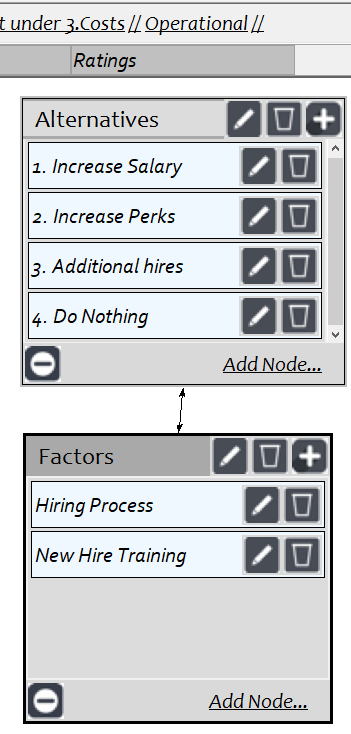 t under 3.Costs // Operational //
Ratings
Alternatives
1. Increase Salary
2. Increase Perks
3. Additional hires
4. Do Nothing
Add Node...
Factors
Hiring Process
New Hire Training
Add Node...